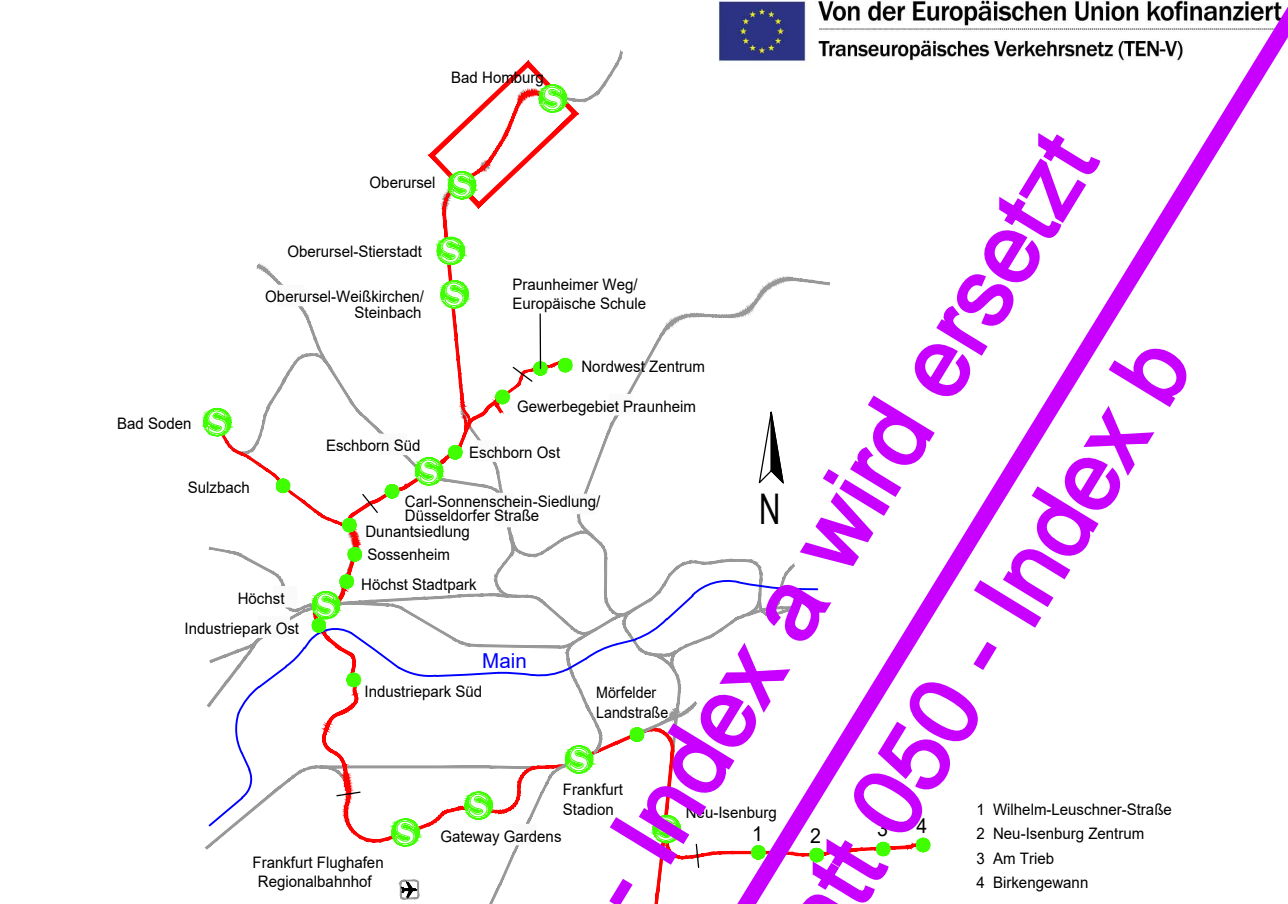 Von der Europäischen Union kofinanziert
Transeuropäisches Verkehrsnetz (TEN-V)
Bad Homburg
Oberursel
Oberursel-Stierstadt
Oberursel-Weißkirchen/
Steinbach
Praunheimer Weg/
Europäische Schule
Nordwest Zentrum
Gewerbegebiet Praunheim
Bad Soden
Eschborn Süd
Eschborn Ost
Sulzbach
Carl-Sonnenschein-Siedlung/
Düsseldorfer Straße
Dunantsiedlung
Sossenheim
Höchst Stadtpark
Höchst
Industriepark Ost
Main
Industriepark Süd
Mörfelder
Landstraße
Frankfurt
Stadion
Gateway Gardens
Frankfurt Flughafen
Regionalbahnhof
Neu-Isenburg
1
2
3
4
N
1 Wilhelm-Leuschner-Straße
2 Neu-Isenburg Zentrum
3 Am Trieb
4 Birkengewann
- Index a wird ersetzt
050 - Index b
S
S
S
S
S
S
S
S
S
S
S